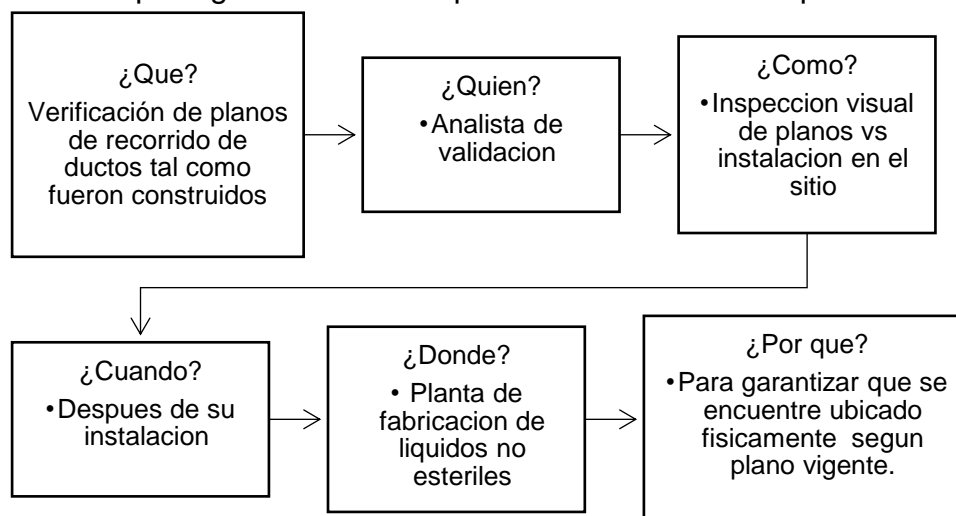 ¿Que?
Verificación de planos
de recorrido de
ductos tal como
fueron construidos
¿Quien?
•Analista de
validacion
¿Como?
•Inspeccion visual
de planos vs
instalacion en el
sitio
¿Cuando?
•Despues de su
instalacion
¿Donde?
• Planta de
fabricacion de
liquidos no
esteriles
¿Por que?
•Para garantizar que se
encuentre ubicado
fisicamente segun
plano vigente.